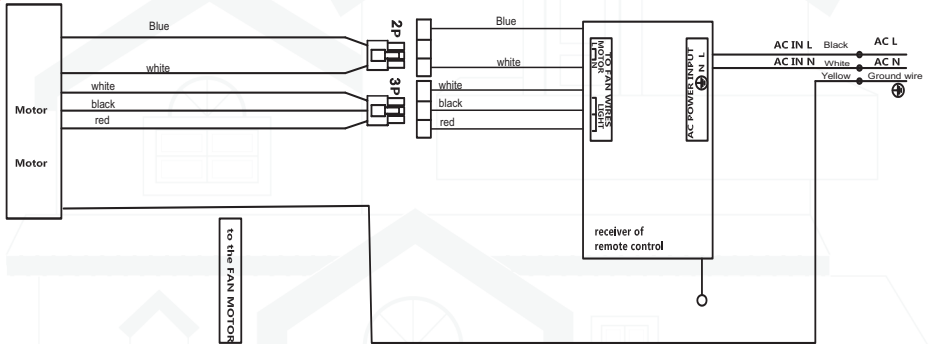 Blue
white
white
black
red
Motor
Motor
2P
3P
Blue
white
white
black
red
TO FAN WIRES
MOTOR
L N
LIGHT
AC POWER INPUT
N L
receiver of
remote control
AC IN L Black AC L
AC IN N White AC N
Yellow Ground wire
to the FAN MOTOR